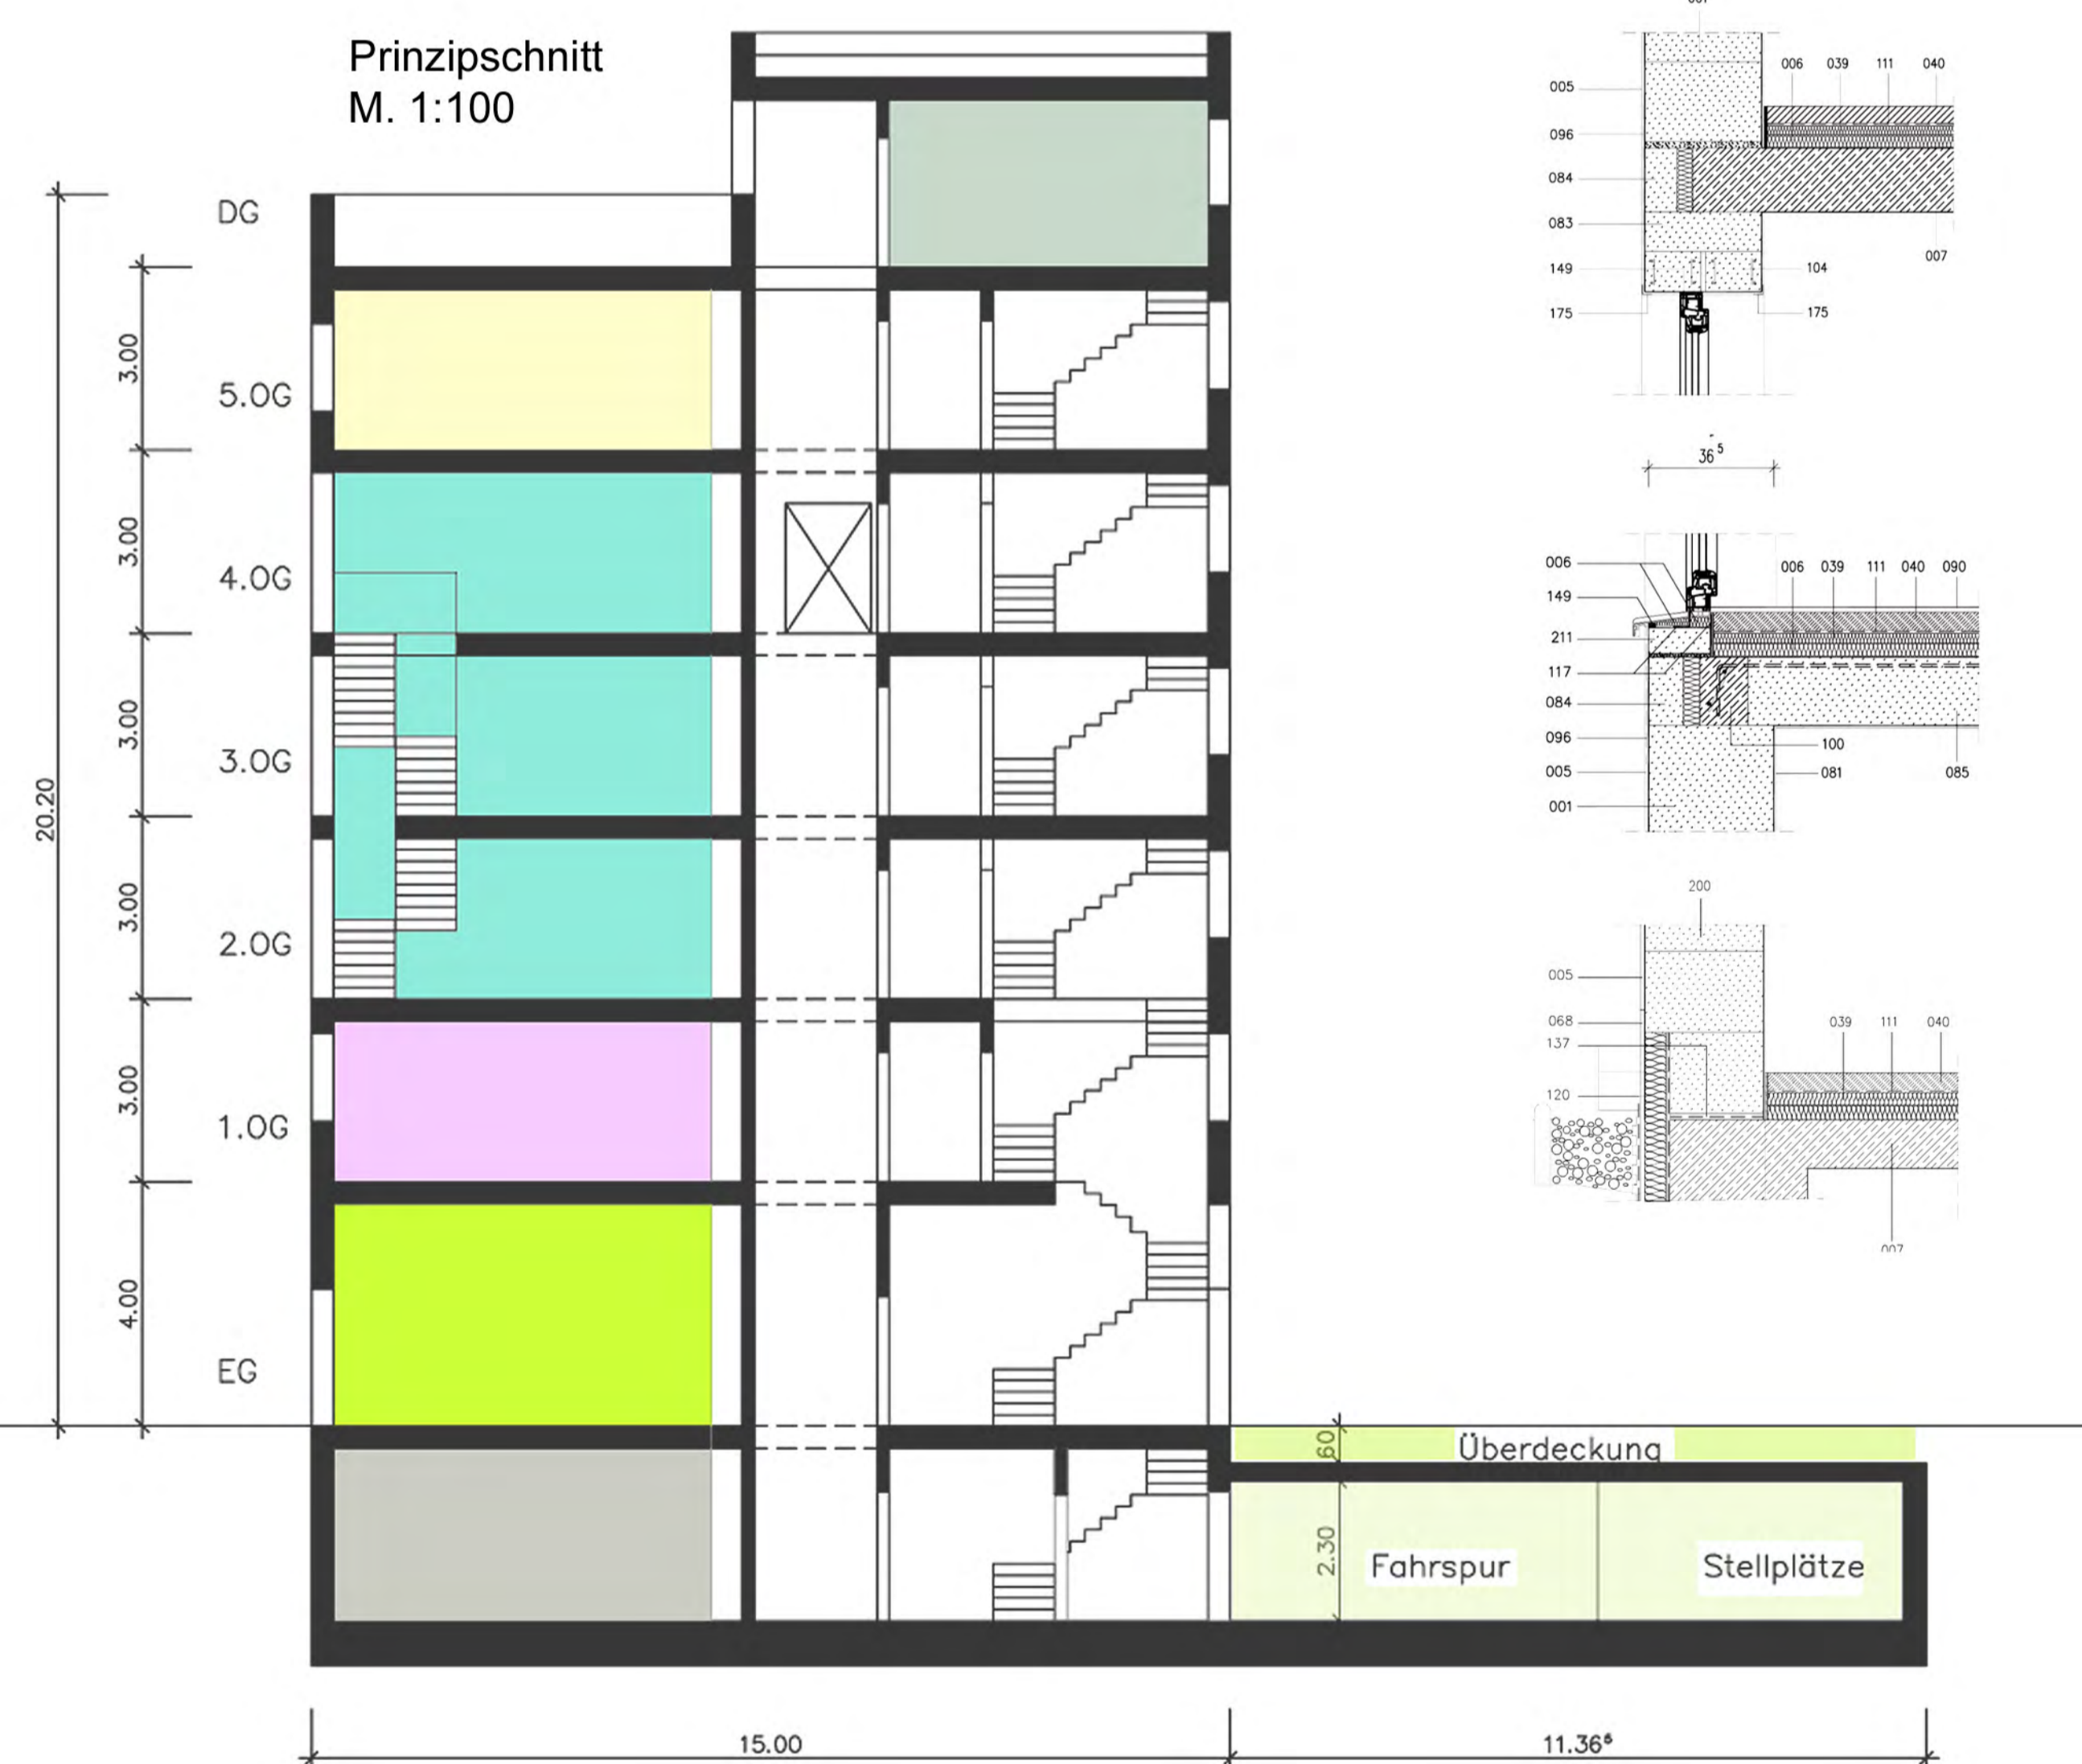 Prinzipschnitt
M. 1:100
DG
5.OG
4.OG
3.OG
2.OG
1.OG
EG
20.20
3.00
3.00
3.00
3.00
3.00
4.00
60
Überdeckung
2.30
Fahrspur
Stellplätze
15.00
11.36⁵
006 039 111 040
005
096
084
083
007
149 104
175 175
36⁵
006
006 039 111 040 090
149
211
117
084
096 100
005 081 085
001
200
005
068 039 111 040
137
120
007